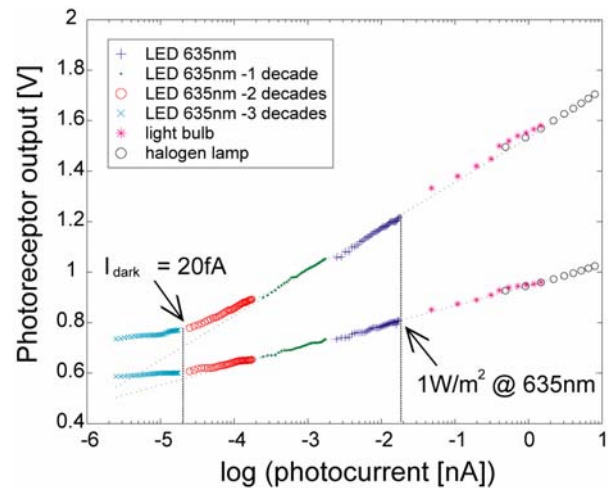 2
LED 635nm
LED 635nm -1 decade
LED 635nm -2 decades
LED 635nm -3 decades
light bulb
halogen lamp
1.8
1.6
1.4
1.2
1
0.8
0.6
0.4
Photoreceptor output [V]
I dark = 20fA
1W/m² @ 635nm
-6 -5 -4 -3 -2 -1 0 1
log (photocurrent [nA])